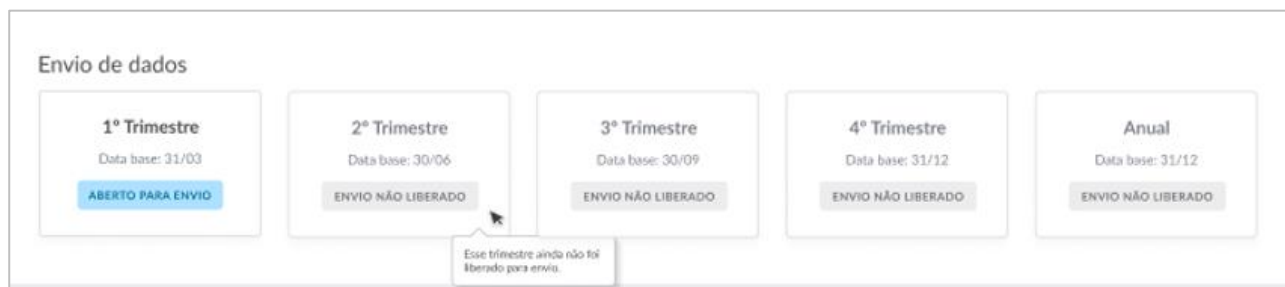 Envio de dados
1º Trimestre
Data base: 31/03
ABERTO PARA ENVIO
2º Trimestre
Data base: 30/06
ENVIO NÃO LIBERADO
3º Trimestre
Data base: 30/09
ENVIO NÃO LIBERADO
4º Trimestre
Data base: 31/12
ENVIO NÃO LIBERADO
Anual
Data base: 31/12
ENVIO NÃO LIBERADO
Esse trimestre ainda não foi
liberado para envio.